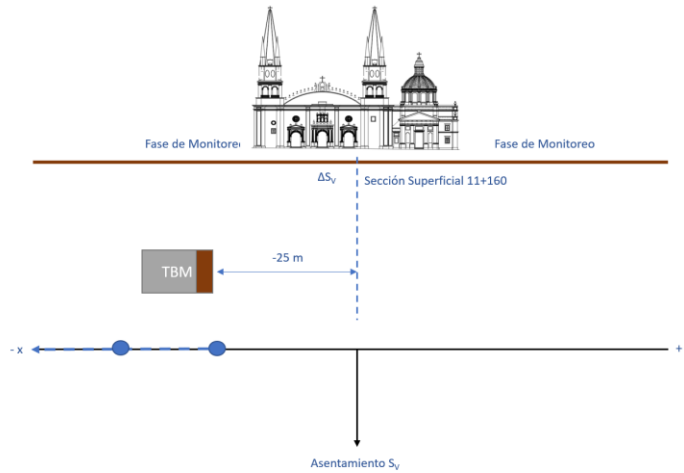 Fase de Monitoreo
Fase de Monitoreo
ΔSᵥ
Sección Superficial 11+160
-25 m
TBM
- x
+
Asentamiento Sᵥ